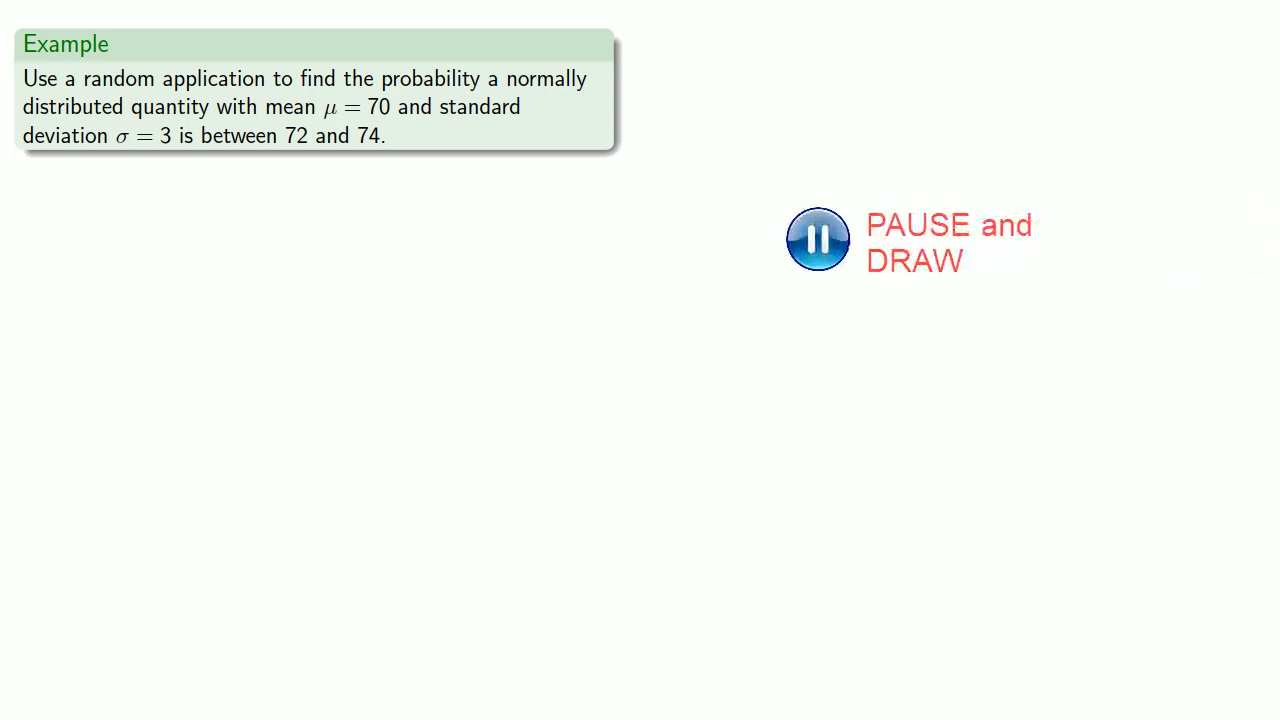 Example
Use a random application to find the probability a normally
distributed quantity with mean μ = 70 and standard
deviation σ = 3 is between 72 and 74.
PAUSE and
DRAW